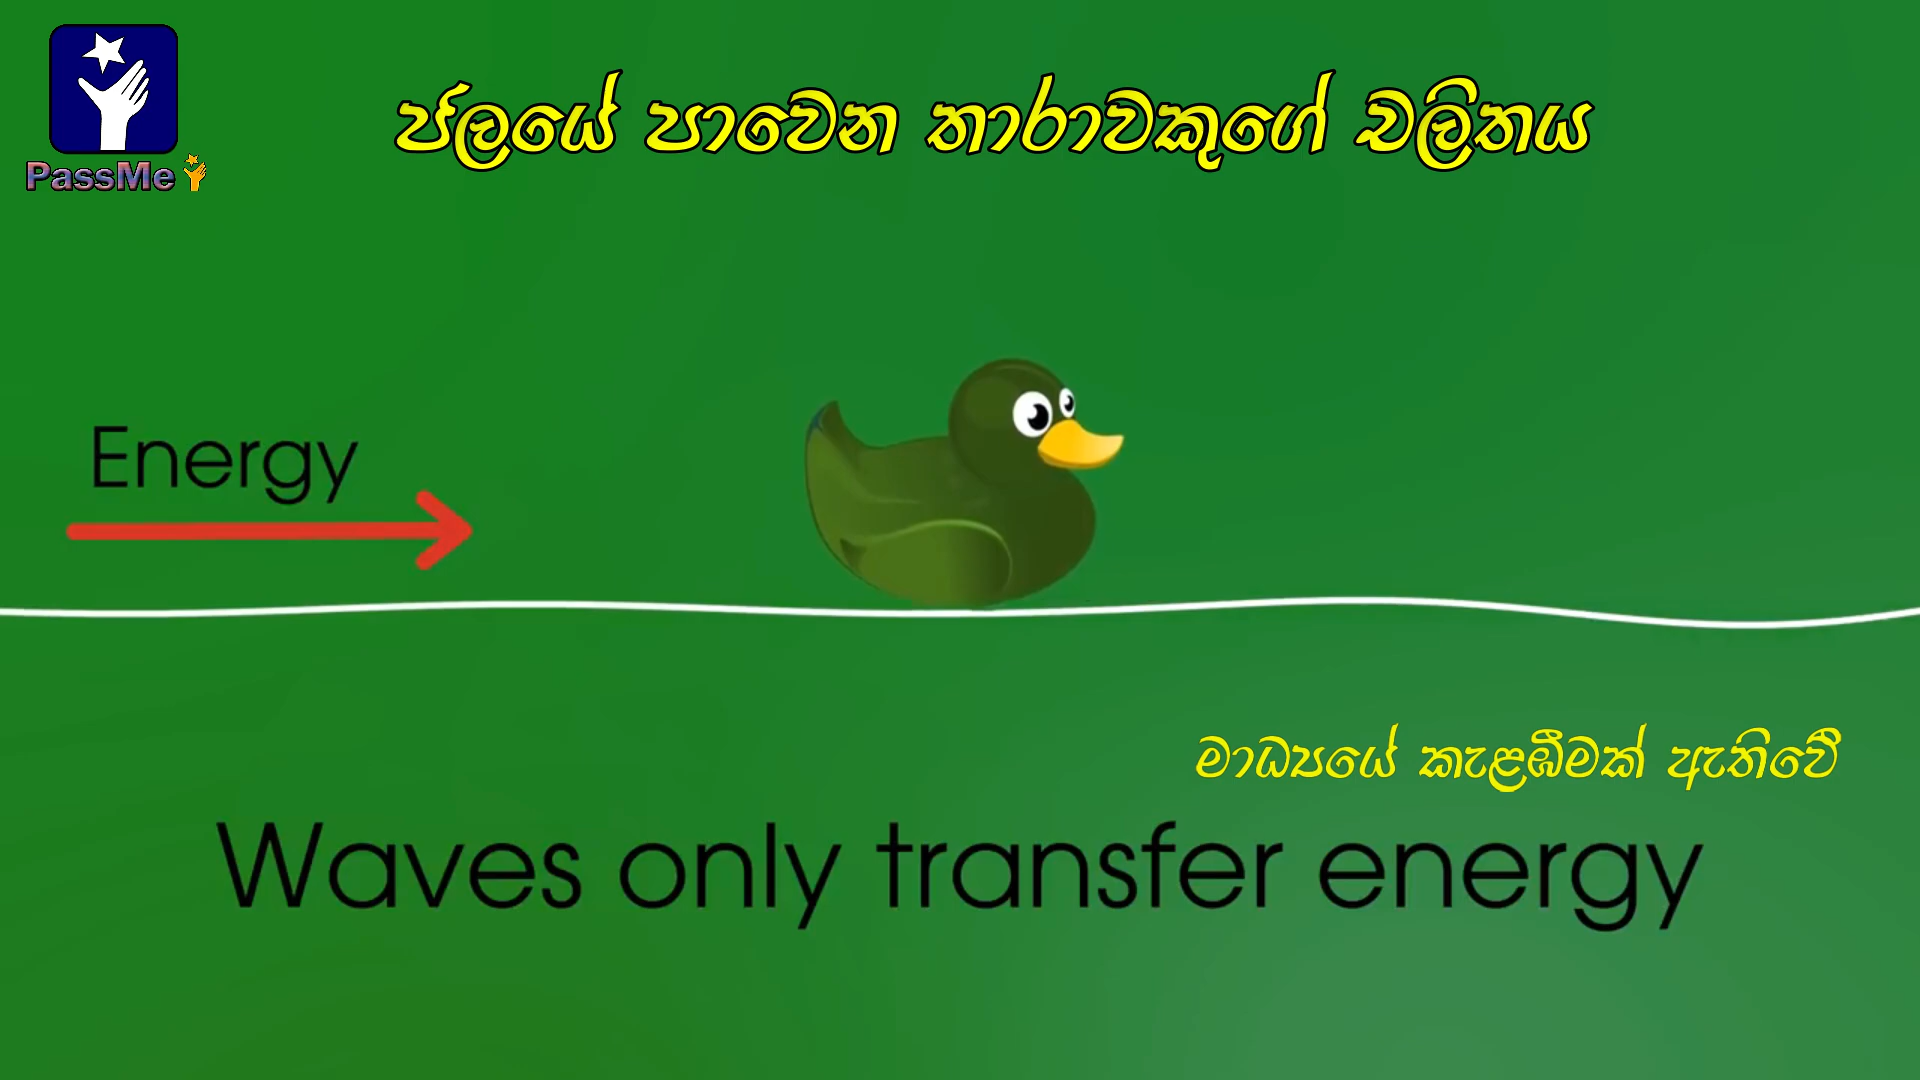 PassMe
ජලයේ පාවෙන තාරාවකුගේ චලිතය
Energy
මාධ්‍යයේ කැළඹීමක් ඇතිවේ
Waves only transfer energy